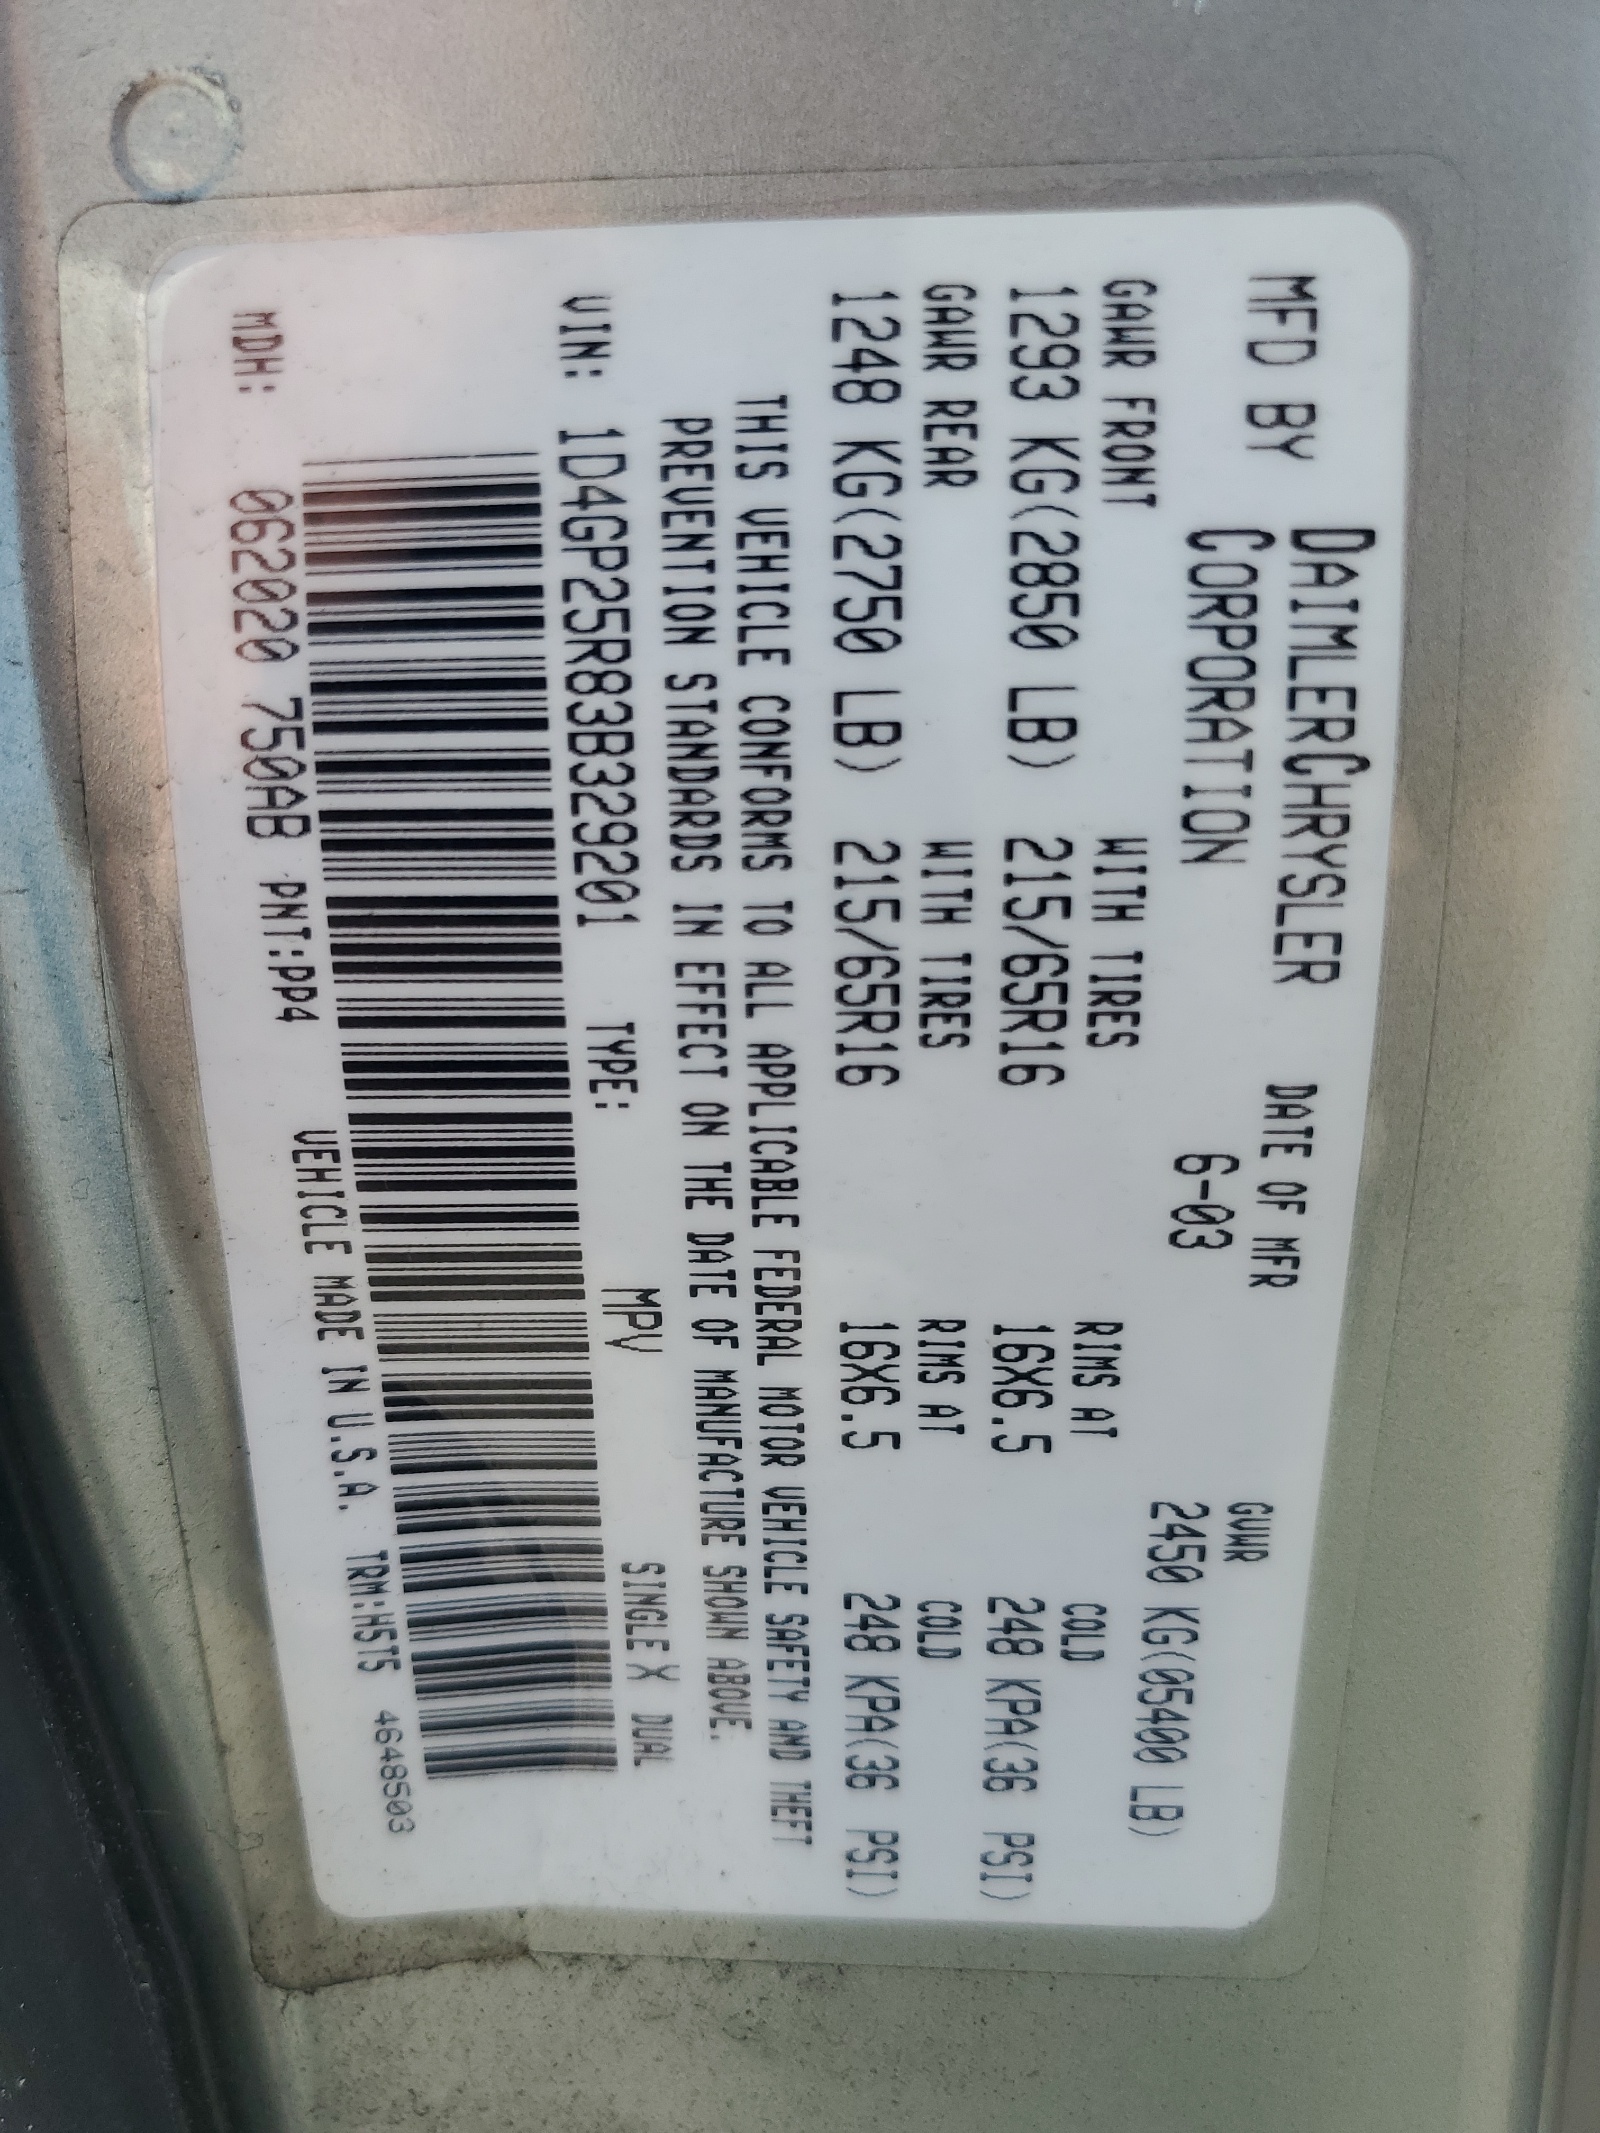 MFD BY DAIMLERCHRYSLER CORPORATION
DATE OF MFR 6-03
GVWR 2450 KG(05400 LB)
GAWR FRONT WITH TIRES RIMS AT COLD
1293 KG(2850 LB) 215/65R16 16X6.5 248 KPA(36 PSI)
GAWR REAR WITH TIRES RIMS AT COLD
1248 KG(2750 LB) 215/65R16 16X6.5 248 KPA(36 PSI)
THIS VEHICLE CONFORMS TO ALL APPLICABLE FEDERAL MOTOR VEHICLE SAFETY AND THEFT
PREVENTION STANDARDS IN EFFECT ON THE DATE OF MANUFACTURE SHOWN ABOVE.
VIN: 1D4GP25R83B329201 TYPE: MPV SINGLE X DUAL
MDH: 062020 750AB PNT:PP4 VEHICLE MADE IN U.S.A. TRM:H5T5 4648503